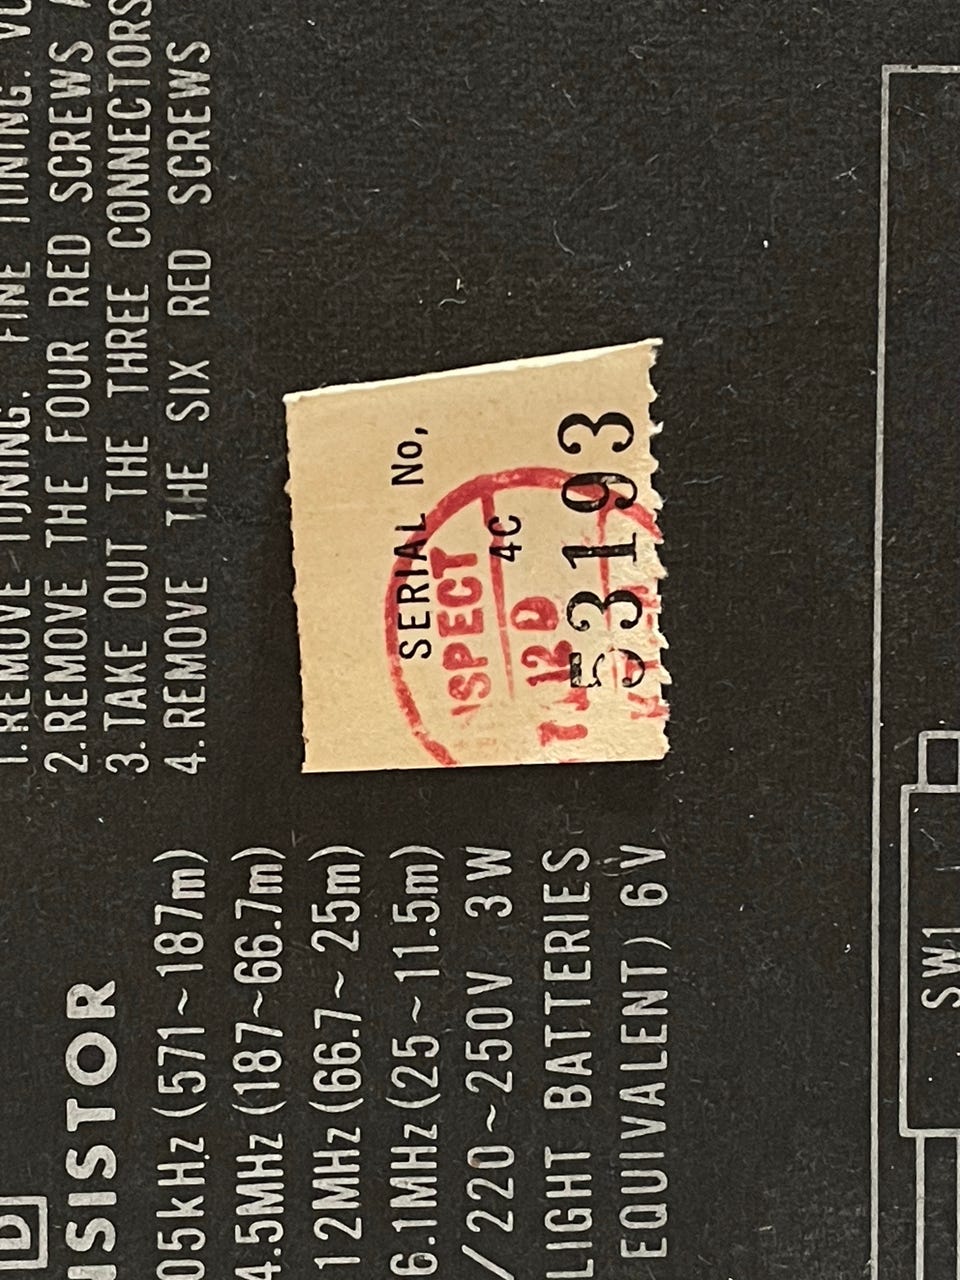 D
SISTOR
05kHz (571~187m)
4.5MHz (187~66.7m)
12MHz (66.7~25m)
6.1MHz (25~11.5m)
/220~250V 3W
LIGHT BATTERIES
EQUIVALENT) 6V
1. REMOVE TUNING. FINE TUNING.
2. REMOVE THE FOUR RED SCREWS
3. TAKE OUT THE THREE CONNECTORS
4. REMOVE THE SIX RED SCREWS
SERIAL No,
SPECT
4C
12
53193
SW1